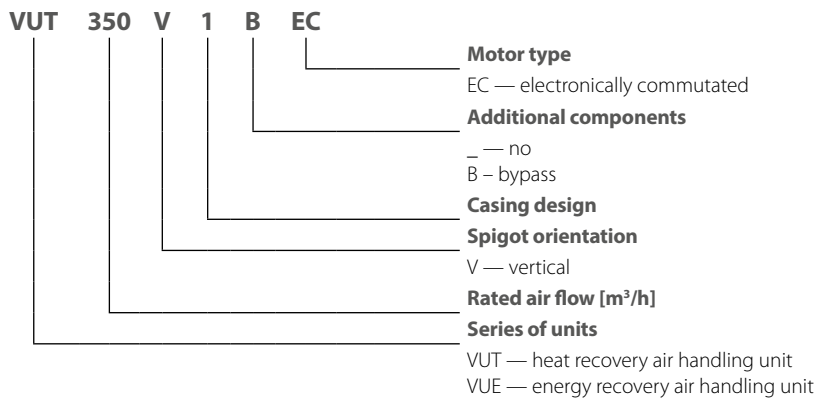 VUT 350 V 1 B EC
Motor type
EC — electronically commutated
Additional components
_ — no
B – bypass
Casing design
Spigot orientation
V — vertical
Rated air flow [m³/h]
Series of units
VUT — heat recovery air handling unit
VUE — energy recovery air handling unit